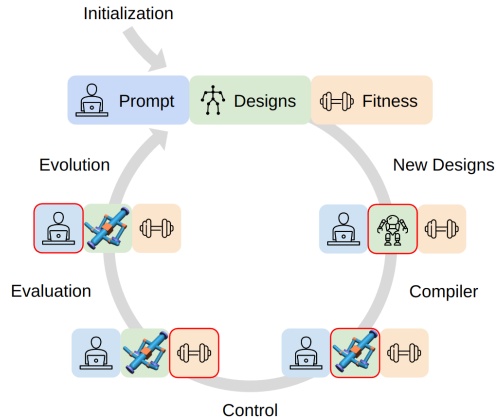 Initialization
Prompt
Designs
Fitness
Evolution
New Designs
Evaluation
Compiler
Control